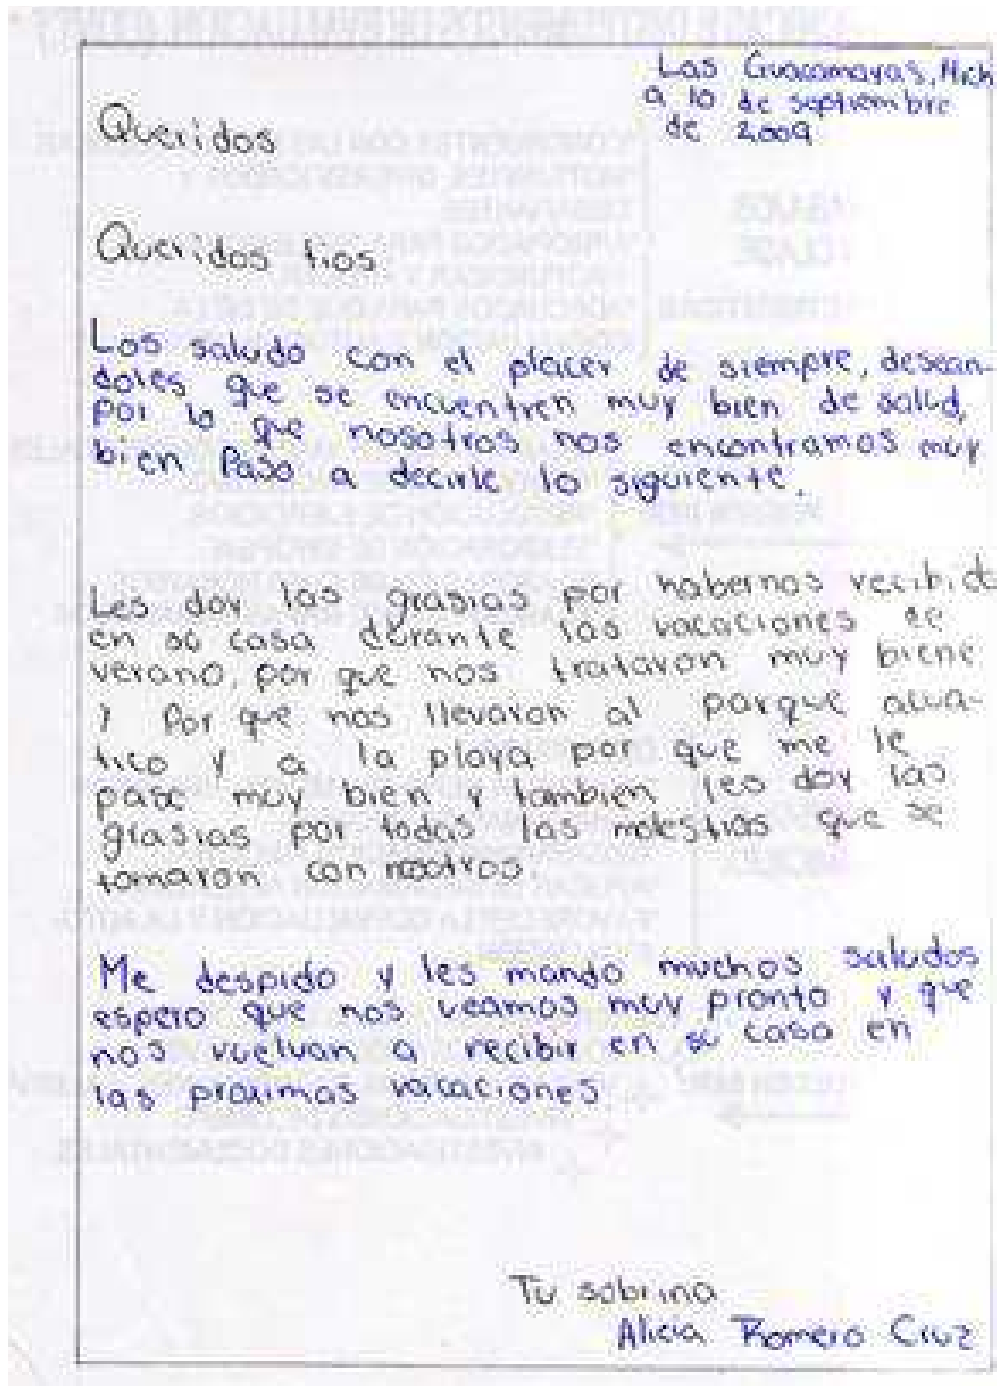 Las Guacamayas, Mich
a 10 de septiembre
de 2009
Queridos
Queridos tios
Los saludo con el placer de siempre, desean-
doles que se encuentren muy bien de salud,
por lo que nosotros nos encontramos muy
bien Paso a decirle lo siguiente.
Les doy las grasias por habernos recibido
en su casa durante las vacaciones de
verano, por que nos trataron muy biene
y Por que nos llevaron al parque acua-
tico y a la playa por que me le
pase muy bien y tambien les doy las
grasias por todas las molestias que se
tomaron con nosotros.
Me despido y les mando muchos saludos
espero que nos veamos muy pronto y que
nos vuelvan a recibir en su casa en
las proximas vacaciones
Tu sobrina
Alicia Romero Cruz